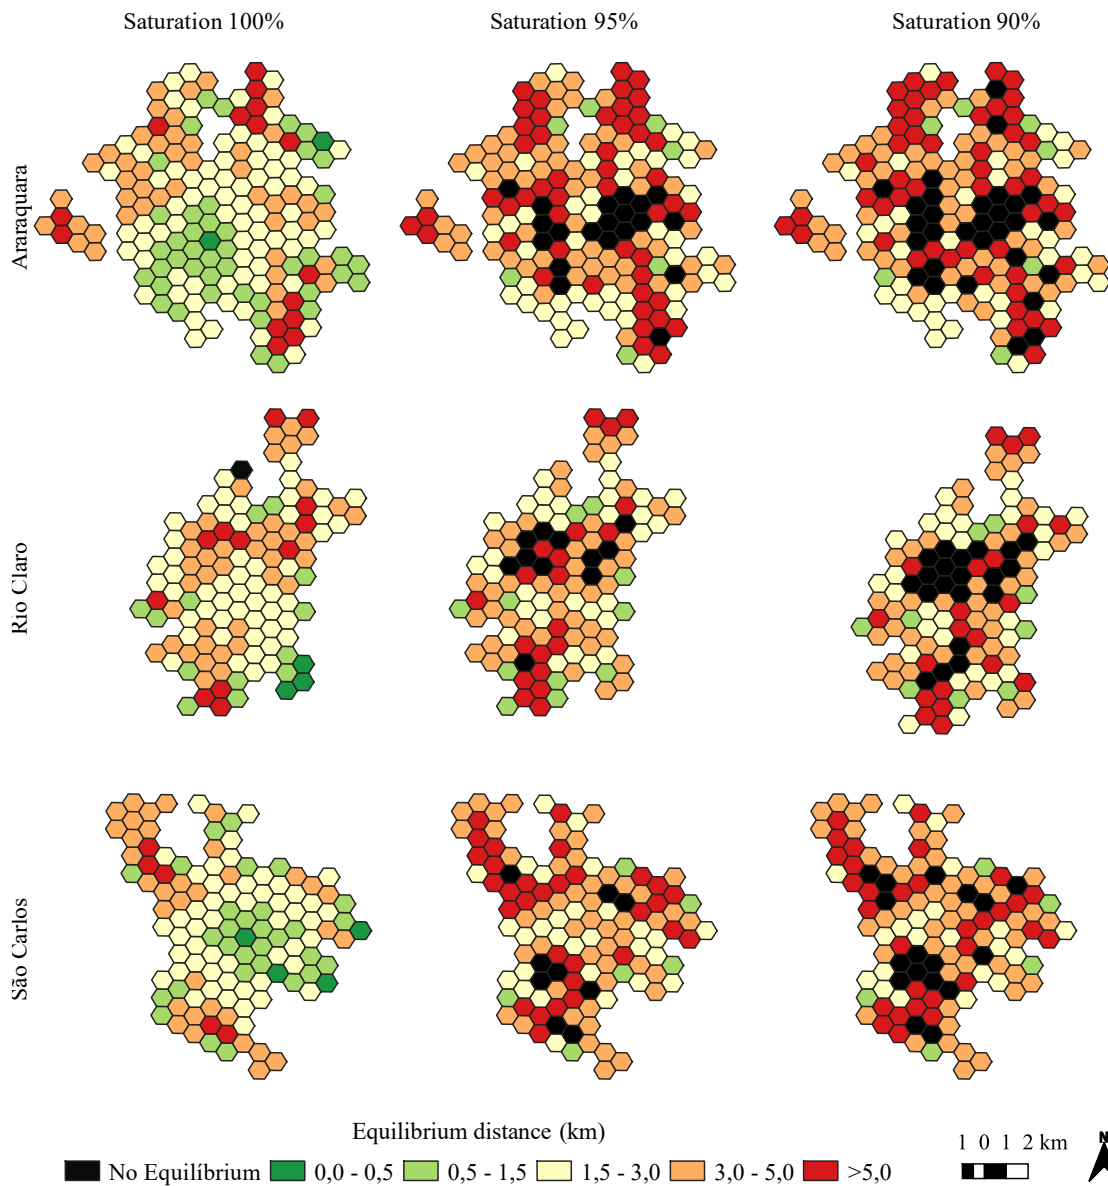 Saturation 100% Saturation 95% Saturation 90%
Araraquara
Rio Claro
São Carlos
Equilibrium distance (km)
No Equilíbrium 0,0 - 0,5 0,5 - 1,5 1,5 - 3,0 3,0 - 5,0 >5,0
1 0 1 2 km
N